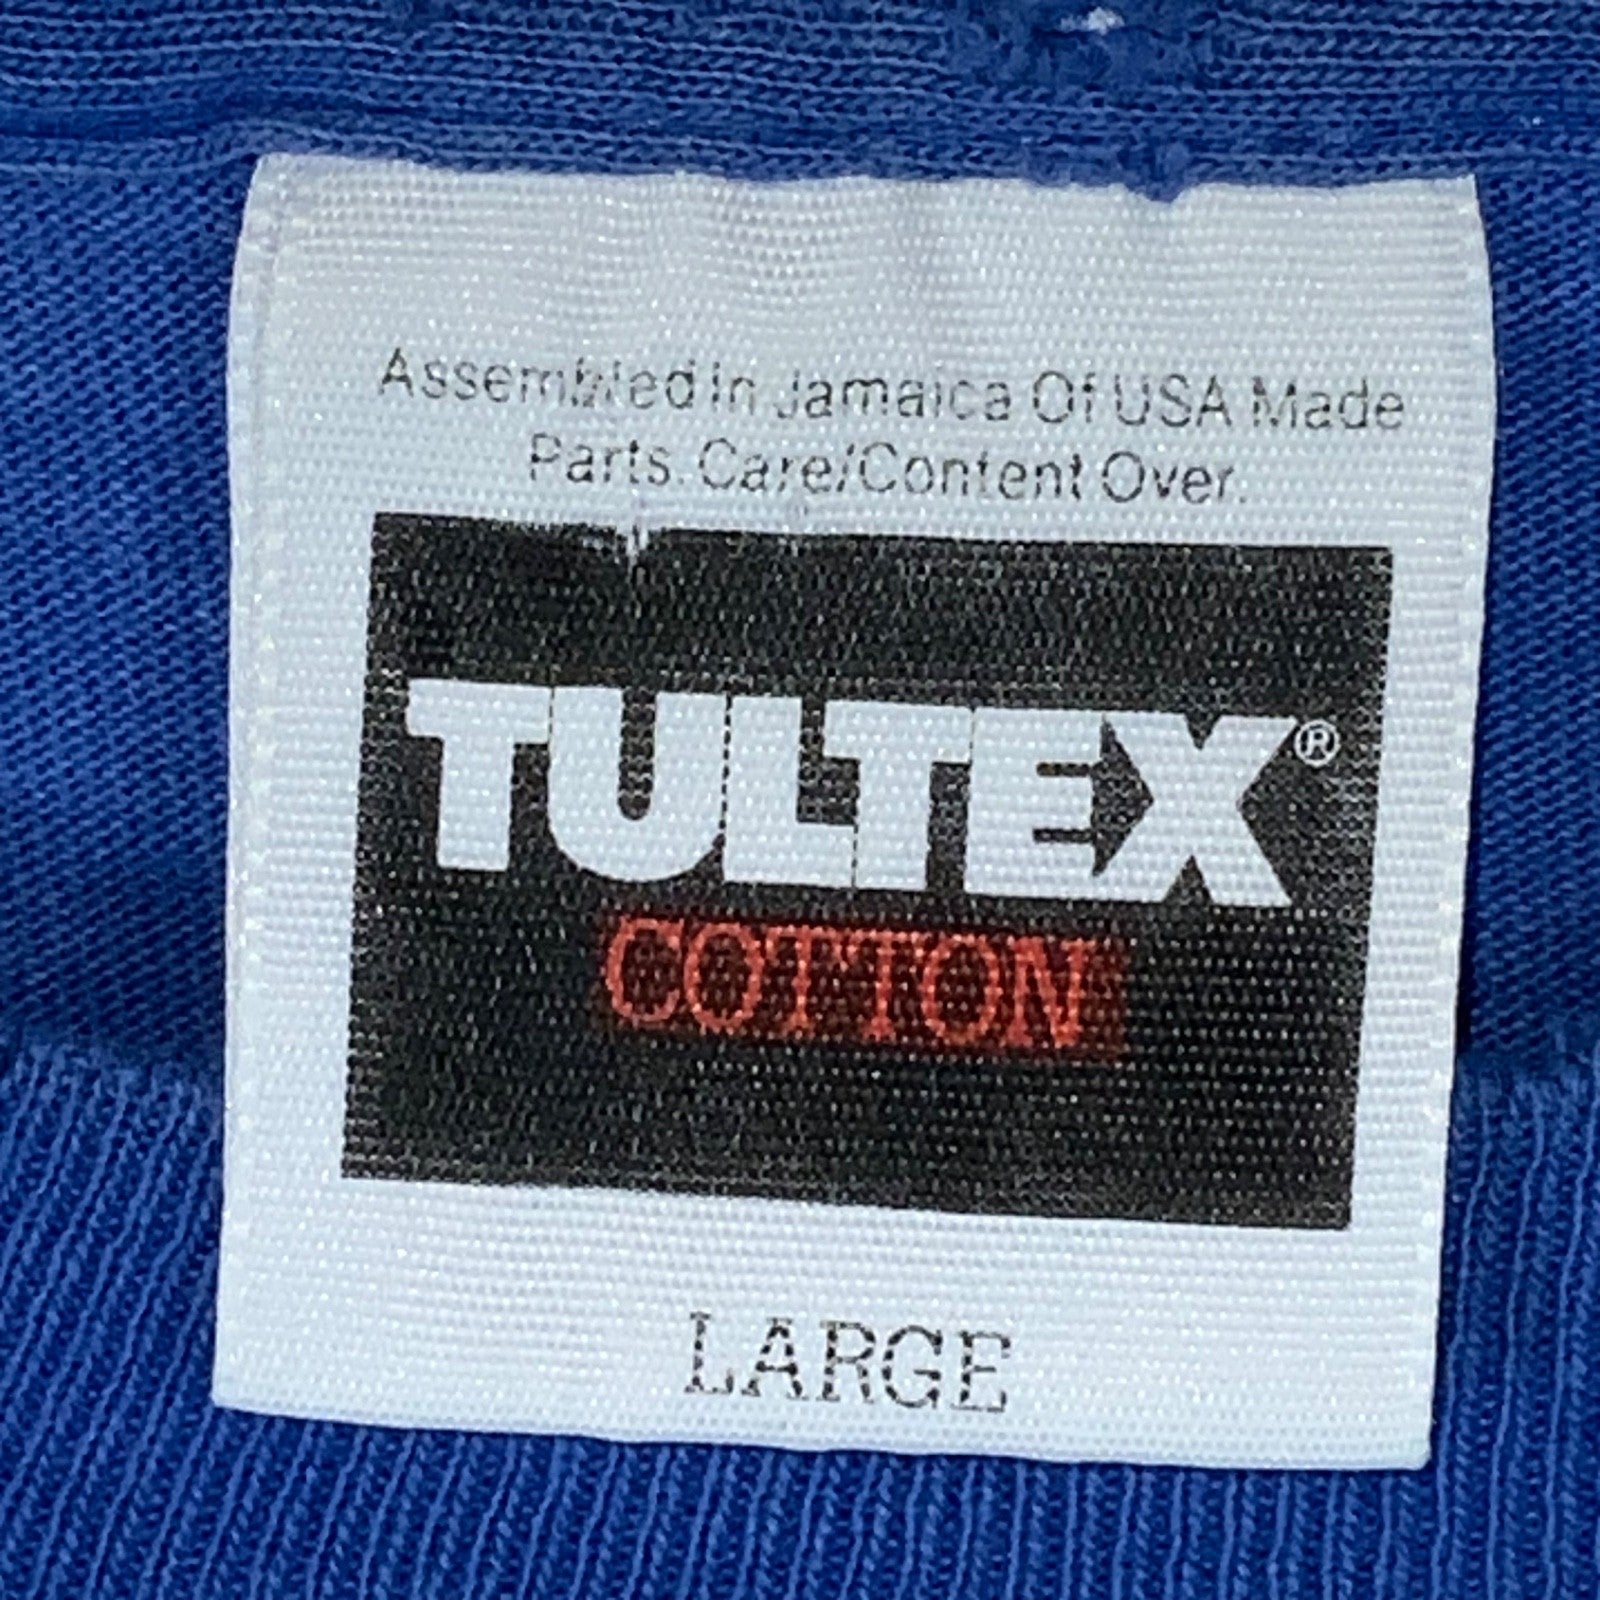 Assembled In Jamaica Of USA Made
Parts. Care/Content Over.
TULTEX®
COTTON
LARGE